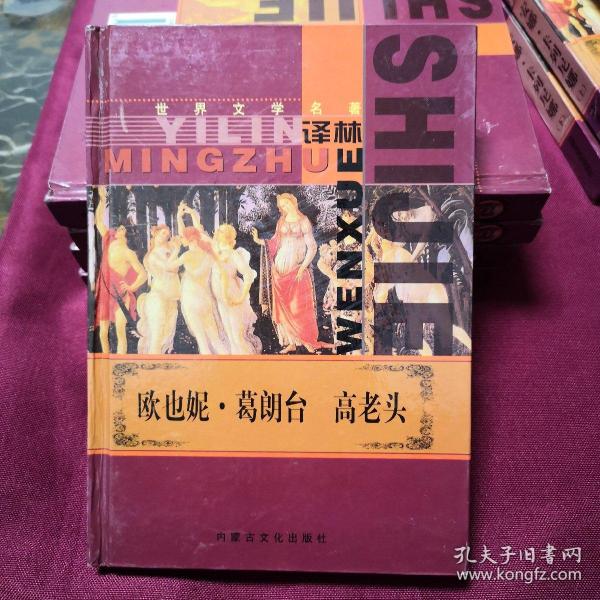 世界文学名著
YILIN
译林
MINGZHU
WENXUE
SHIJIE
欧也妮·葛朗台 高老头
内蒙古文化出版社
孔夫子旧书网
www.kongfz.com